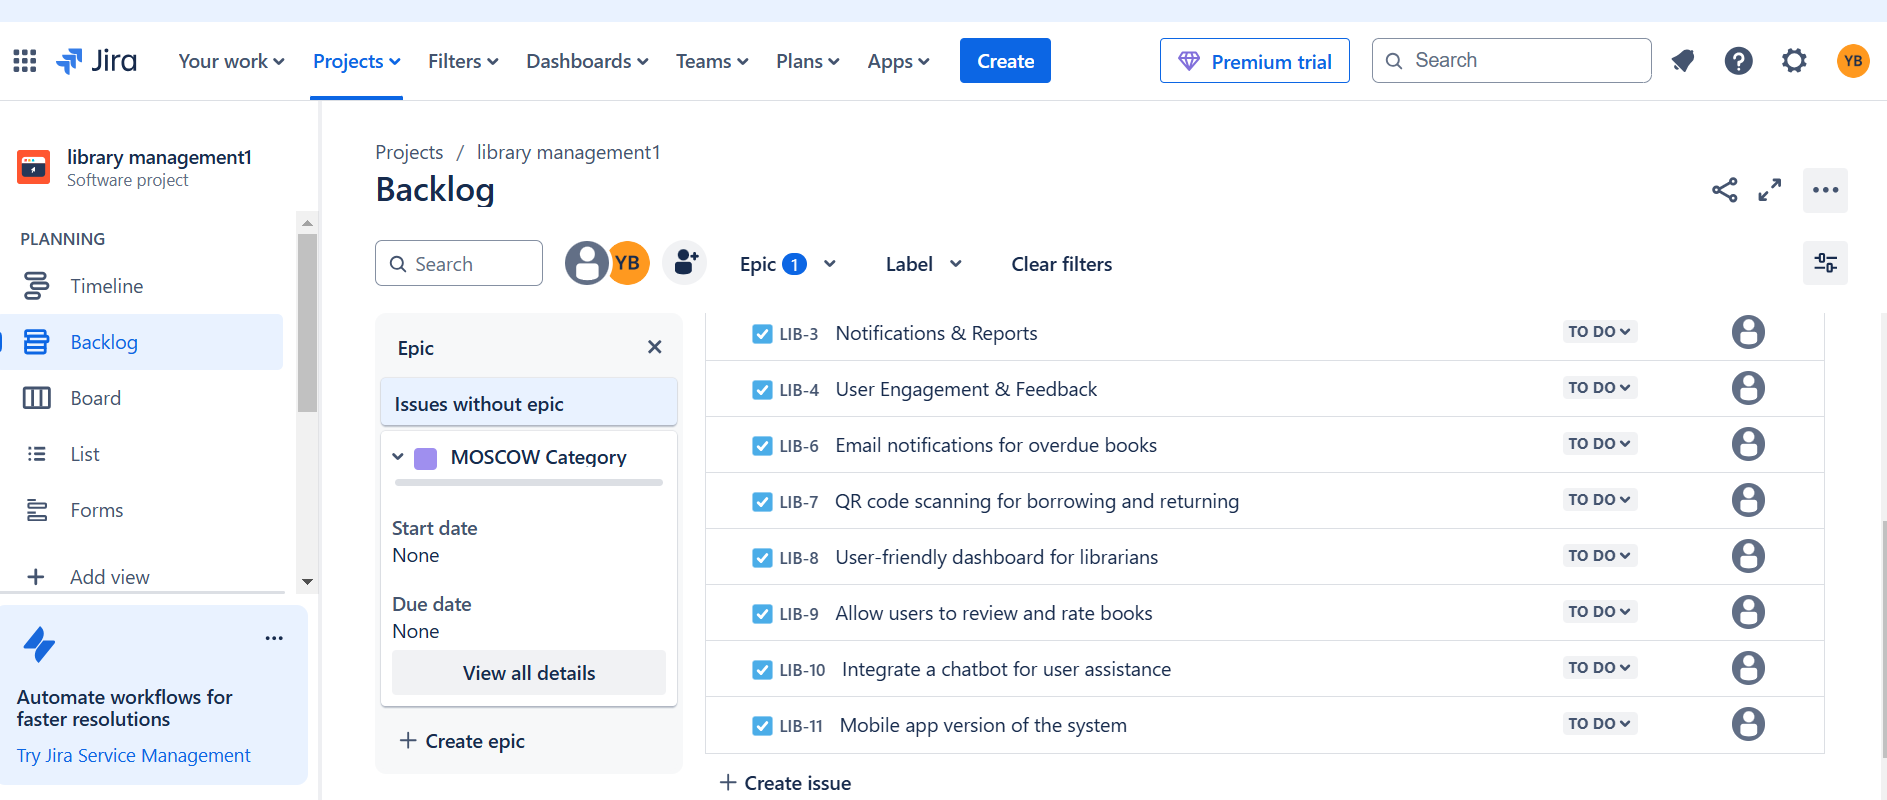 Jira Your work Projects Filters Dashboards Teams Plans Apps Create Premium trial Search YB
library management1
Software project
PLANNING
Timeline
Backlog
Board
List
Forms
Add view
Automate workflows for
faster resolutions
Try Jira Service Management
Projects / library management1
Backlog
Search YB Epic 1 Label Clear filters
Epic
Issues without epic
MOSCOW Category
Start date
None
Due date
None
View all details
Create epic
LIB-3 Notifications & Reports TO DO
LIB-4 User Engagement & Feedback TO DO
LIB-6 Email notifications for overdue books TO DO
LIB-7 QR code scanning for borrowing and returning TO DO
LIB-8 User-friendly dashboard for librarians TO DO
LIB-9 Allow users to review and rate books TO DO
LIB-10 Integrate a chatbot for user assistance TO DO
LIB-11 Mobile app version of the system TO DO
Create issue